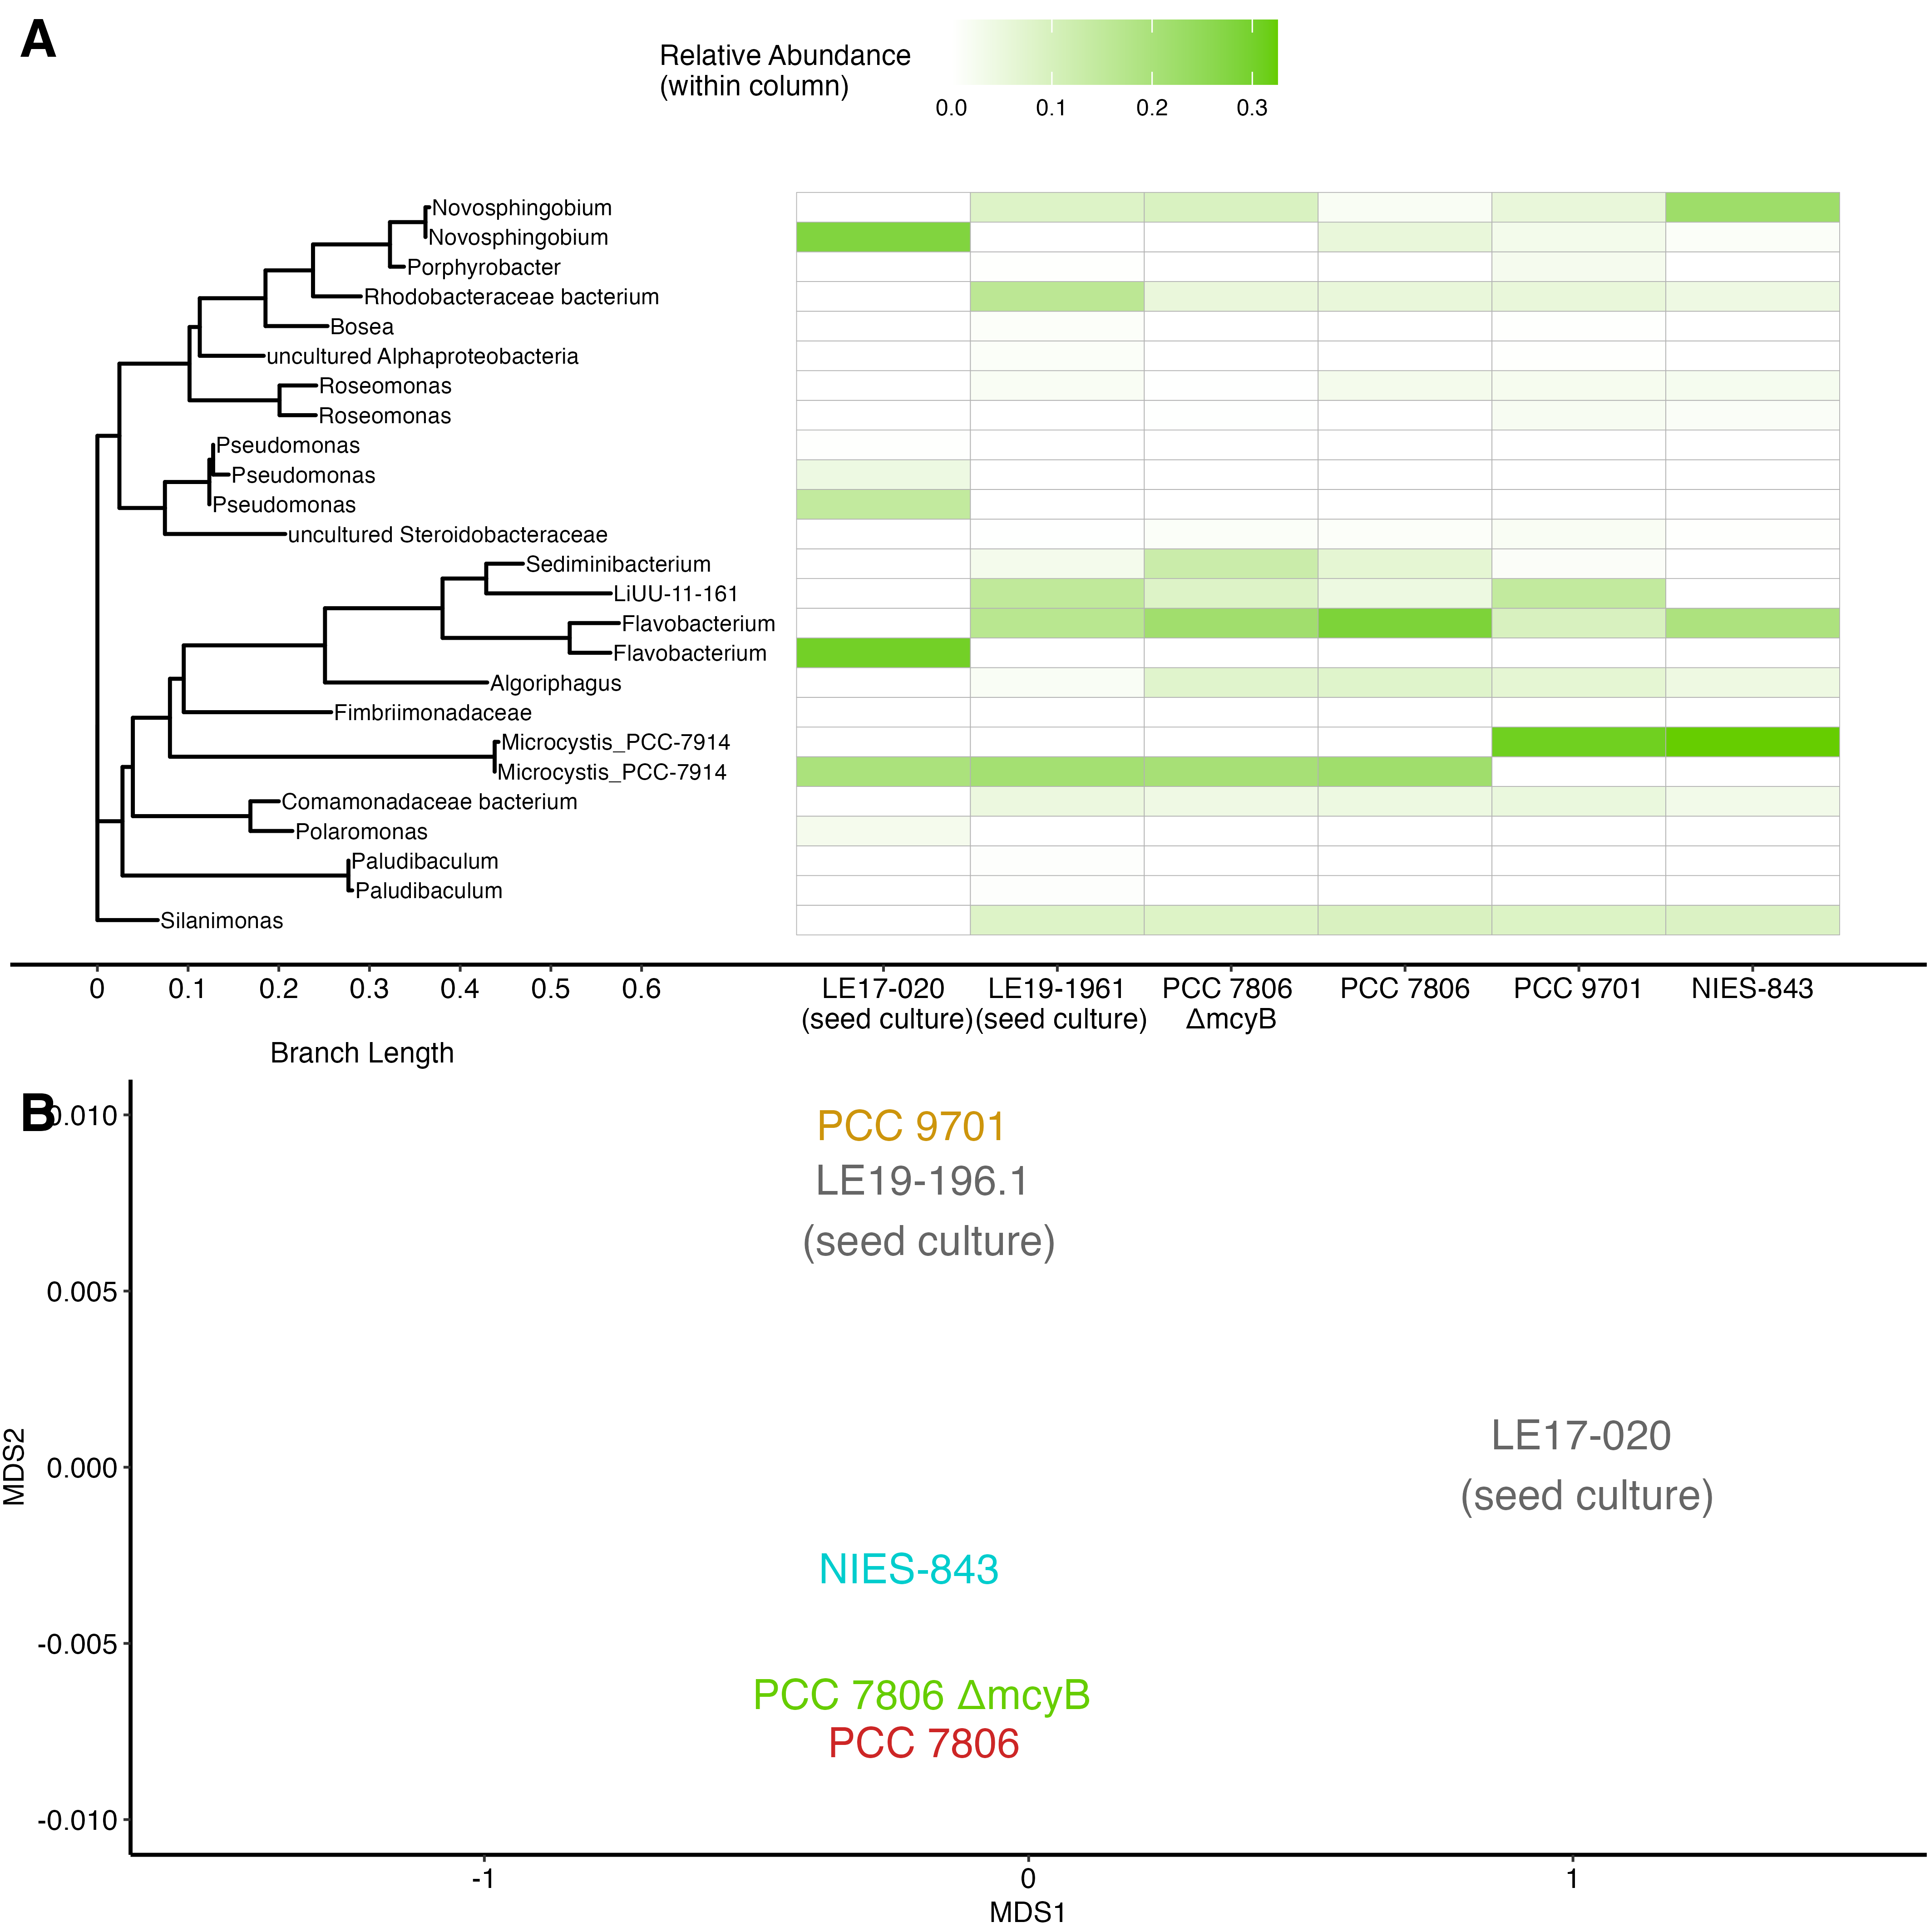 A
Relative Abundance
(within column)
0.0 0.1 0.2 0.3
Novosphingobium
Novosphingobium
Porphyrobacter
Rhodobacteraceae bacterium
Bosea
uncultured Alphaproteobacteria
Roseomonas
Roseomonas
Pseudomonas
Pseudomonas
Pseudomonas
uncultured Steroidobacteraceae
Sediminibacterium
LiUU-11-161
Flavobacterium
Flavobacterium
Algoriphagus
Fimbriimonadaceae
Microcystis_PCC-7914
Microcystis_PCC-7914
Comamonadaceae bacterium
Polaromonas
Paludibaculum
Paludibaculum
Silanimonas
0 0.1 0.2 0.3 0.4 0.5 0.6
Branch Length
LE17-020
(seed culture)
LE19-1961
(seed culture)
PCC 7806
ΔmcyB
PCC 7806
PCC 9701
NIES-843
B
0.010
0.005
0.000
-0.005
-0.010
MDS2
PCC 9701
LE19-196.1
(seed culture)
LE17-020
(seed culture)
NIES-843
PCC 7806 ΔmcyB
PCC 7806
-1 0 1
MDS1